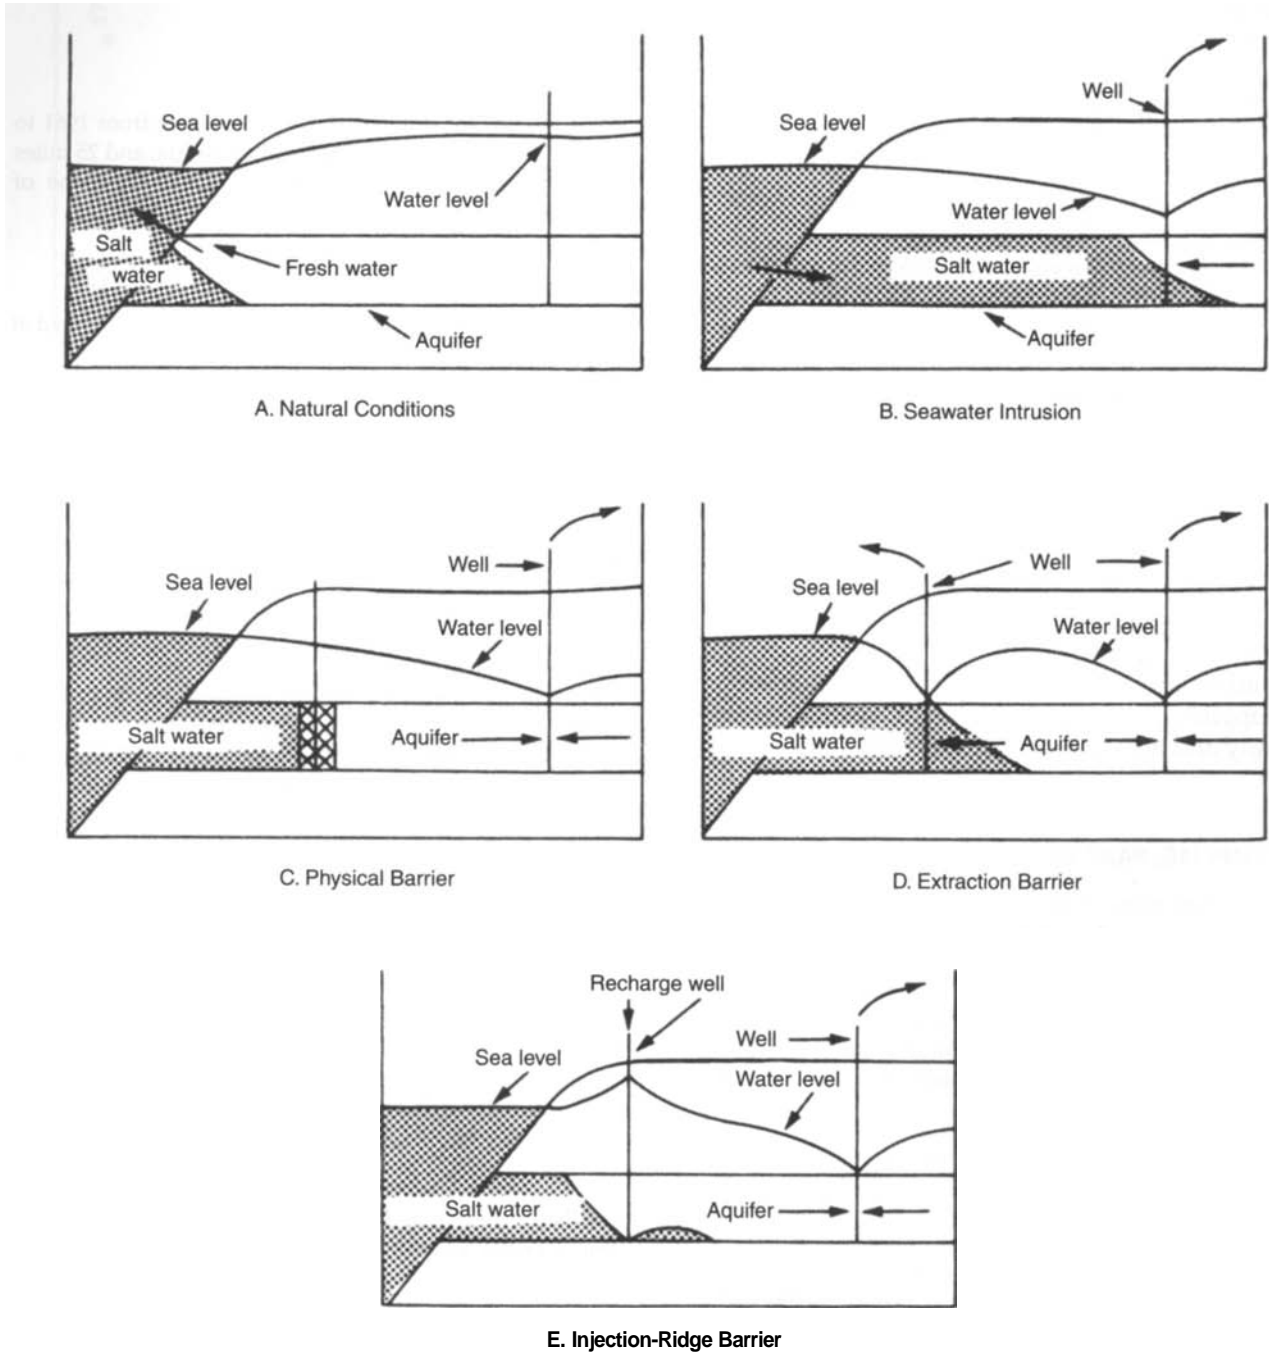 Sea level
Water level
Salt
water
Fresh water
Aquifer
A. Natural Conditions
Well
Sea level
Water level
Salt water
Aquifer
B. Seawater Intrusion
Well
Sea level
Water level
Salt water
Aquifer
C. Physical Barrier
Well
Sea level
Water level
Salt water
Aquifer
D. Extraction Barrier
Recharge well
Well
Sea level
Water level
Salt water
Aquifer
E. Injection-Ridge Barrier